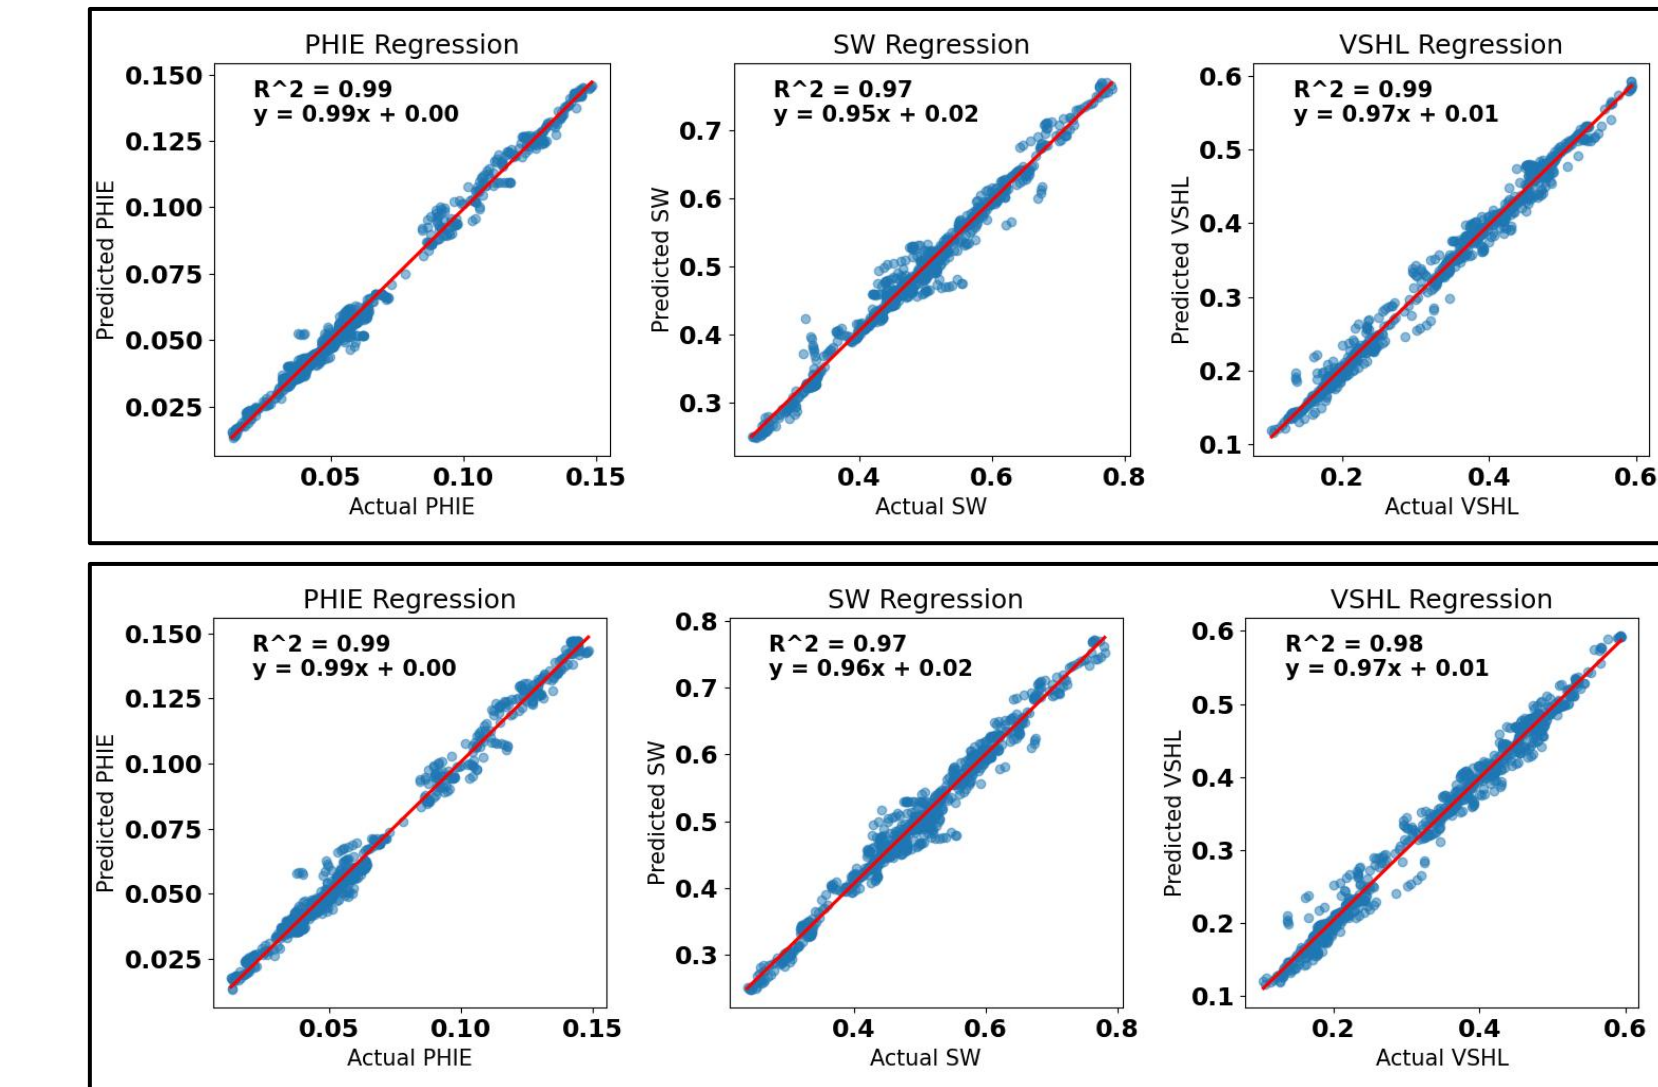 PHIE Regression
R^2 = 0.99
y = 0.99x + 0.00
0.150
0.125
0.100
0.075
0.050
0.025
Predicted PHIE
0.05 0.10 0.15
Actual PHIE
SW Regression
R^2 = 0.97
y = 0.95x + 0.02
0.7
0.6
0.5
0.4
0.3
Predicted SW
0.4 0.6 0.8
Actual SW
VSHL Regression
R^2 = 0.99
y = 0.97x + 0.01
0.6
0.5
0.4
0.3
0.2
0.1
Predicted VSHL
0.2 0.4 0.6
Actual VSHL
PHIE Regression
R^2 = 0.99
y = 0.99x + 0.00
0.150
0.125
0.100
0.075
0.050
0.025
Predicted PHIE
0.05 0.10 0.15
Actual PHIE
SW Regression
R^2 = 0.97
y = 0.96x + 0.02
0.8
0.7
0.6
0.5
0.4
0.3
Predicted SW
0.4 0.6 0.8
Actual SW
VSHL Regression
R^2 = 0.98
y = 0.97x + 0.01
0.6
0.5
0.4
0.3
0.2
0.1
Predicted VSHL
0.2 0.4 0.6
Actual VSHL